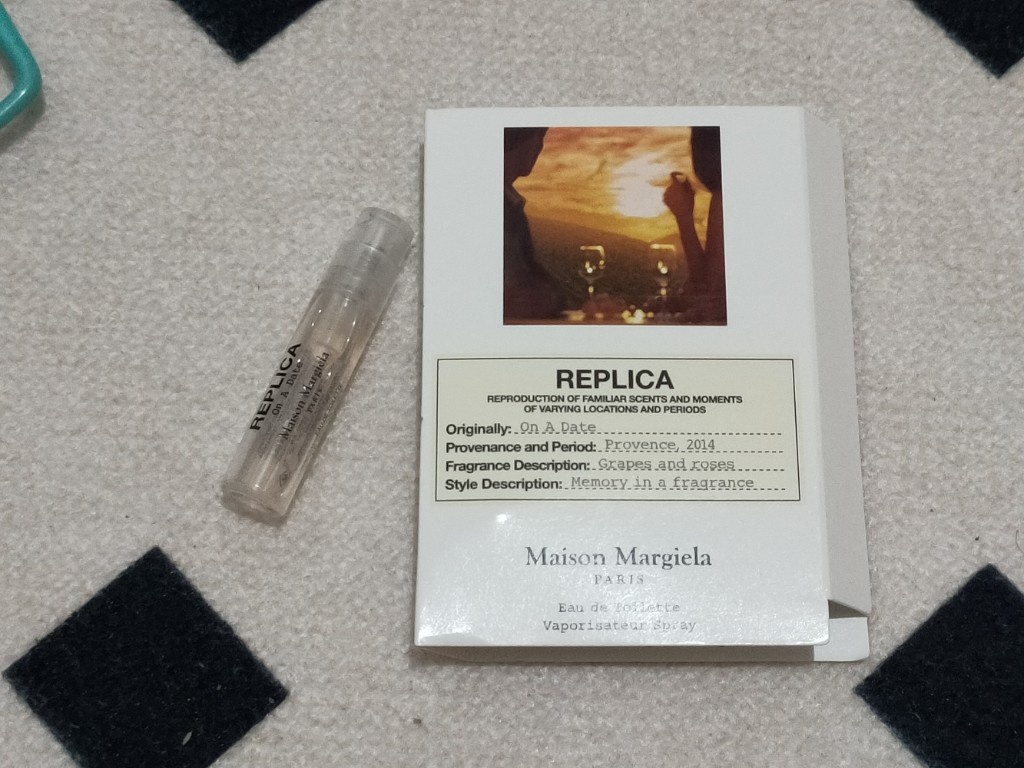 REPLICA
On A Date
Maison Margiela
PARIS
REPLICA
REPRODUCTION OF FAMILIAR SCENTS AND MOMENTS
OF VARYING LOCATIONS AND PERIODS
Originally: On A Date
Provenance and Period: Provence, 2014
Fragrance Description: Grapes and roses
Style Description: Memory in a fragrance
Maison Margiela
PARIS
Eau de Toilette
Vaporisateur Spray